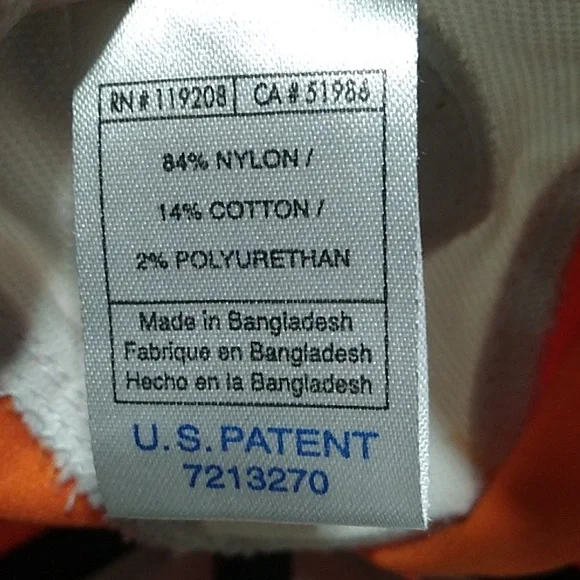 RN # 119208 CA # 51986
84% NYLON /
14% COTTON /
2% POLYURETHAN
Made in Bangladesh
Fabrique en Bangladesh
Hecho en la Bangladesh
U.S. PATENT
7213270